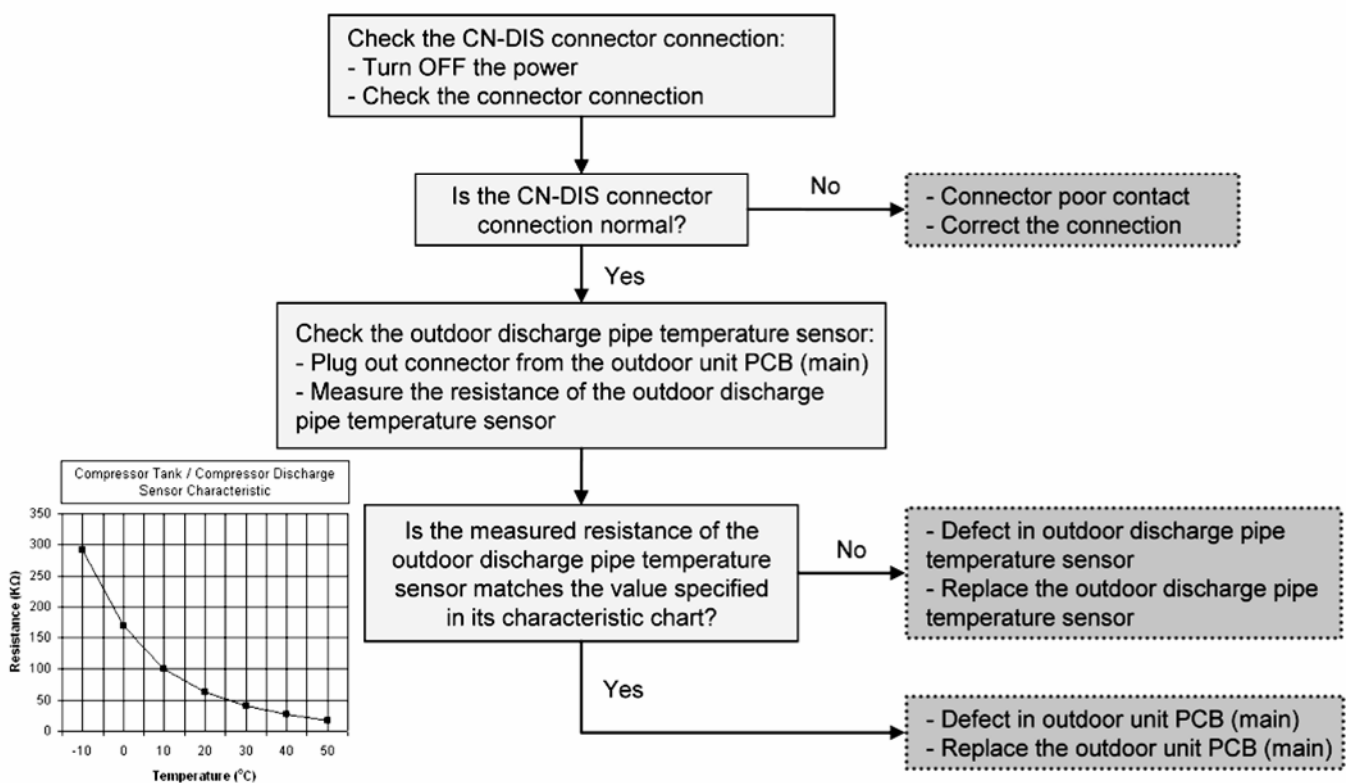 Check the CN-DIS connector connection:
- Turn OFF the power
- Check the connector connection
Is the CN-DIS connector
connection normal?
No
- Connector poor contact
- Correct the connection
Yes
Check the outdoor discharge pipe temperature sensor:
- Plug out connector from the outdoor unit PCB (main)
- Measure the resistance of the outdoor discharge
pipe temperature sensor
Compressor Tank / Compressor Discharge
Sensor Characteristic
350
300
250
200
150
100
50
0
Resistance (KΩ)
-10 0 10 20 30 40 50
Temperature (°C)
Is the measured resistance of the
outdoor discharge pipe temperature
sensor matches the value specified
in its characteristic chart?
No
- Defect in outdoor discharge pipe
temperature sensor
- Replace the outdoor discharge pipe
temperature sensor
Yes
- Defect in outdoor unit PCB (main)
- Replace the outdoor unit PCB (main)